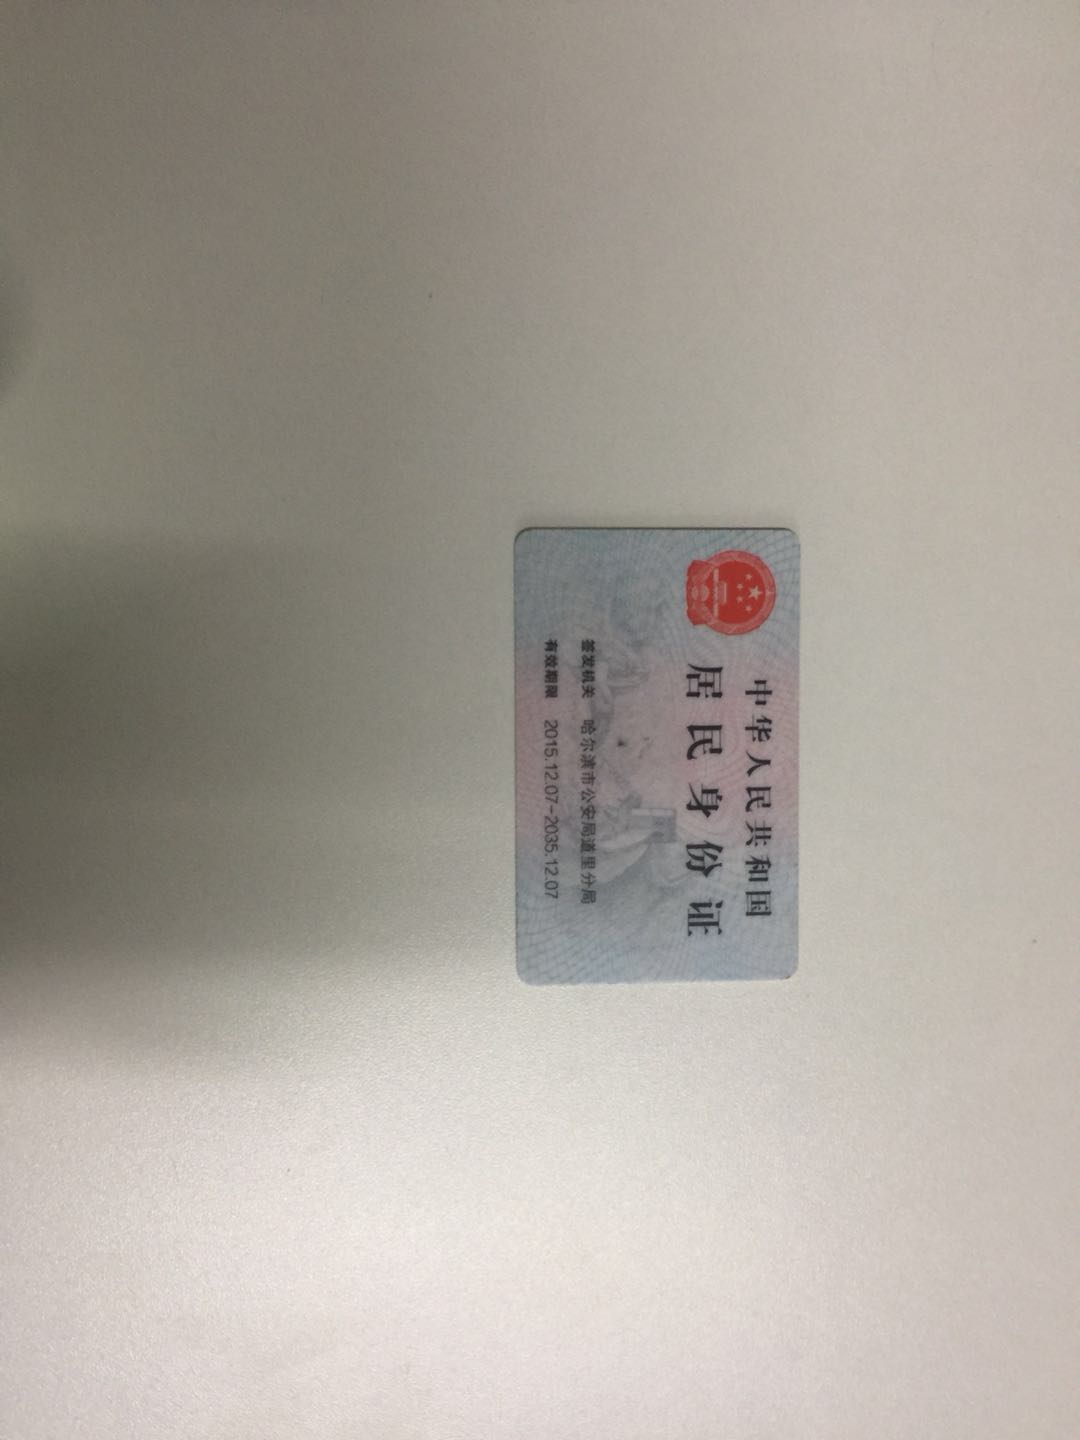 中华人民共和国
居民身份证
签发机关 哈尔滨市公安局道里分局
有效期限 2015.12.07-2035.12.07